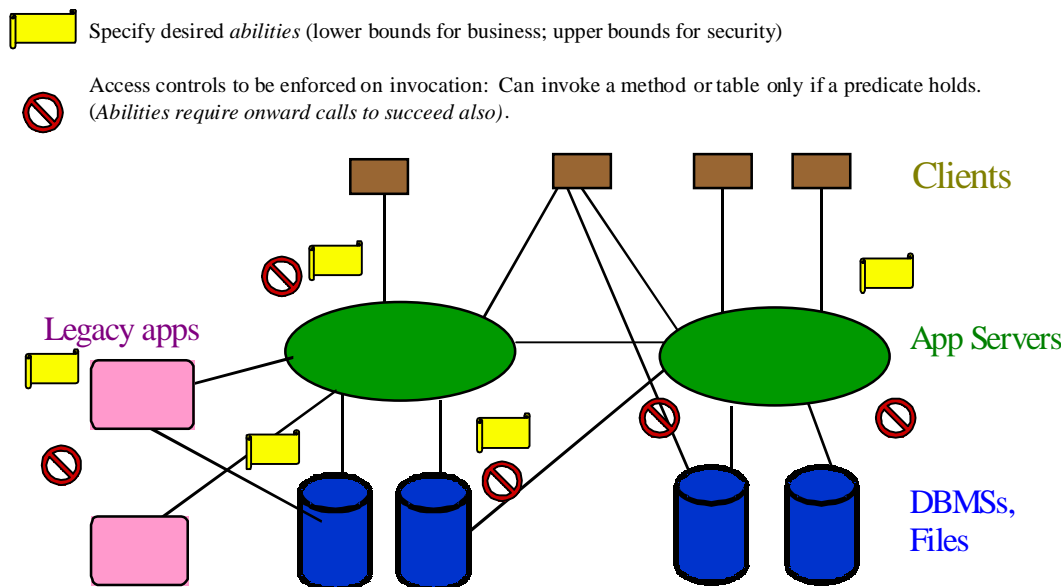 Specify desired abilities (lower bounds for business; upper bounds for security)
Access controls to be enforced on invocation: Can invoke a method or table only if a predicate holds.
(Abilities require onward calls to succeed also).
Clients
Legacy apps
App Servers
DBMSs,
Files